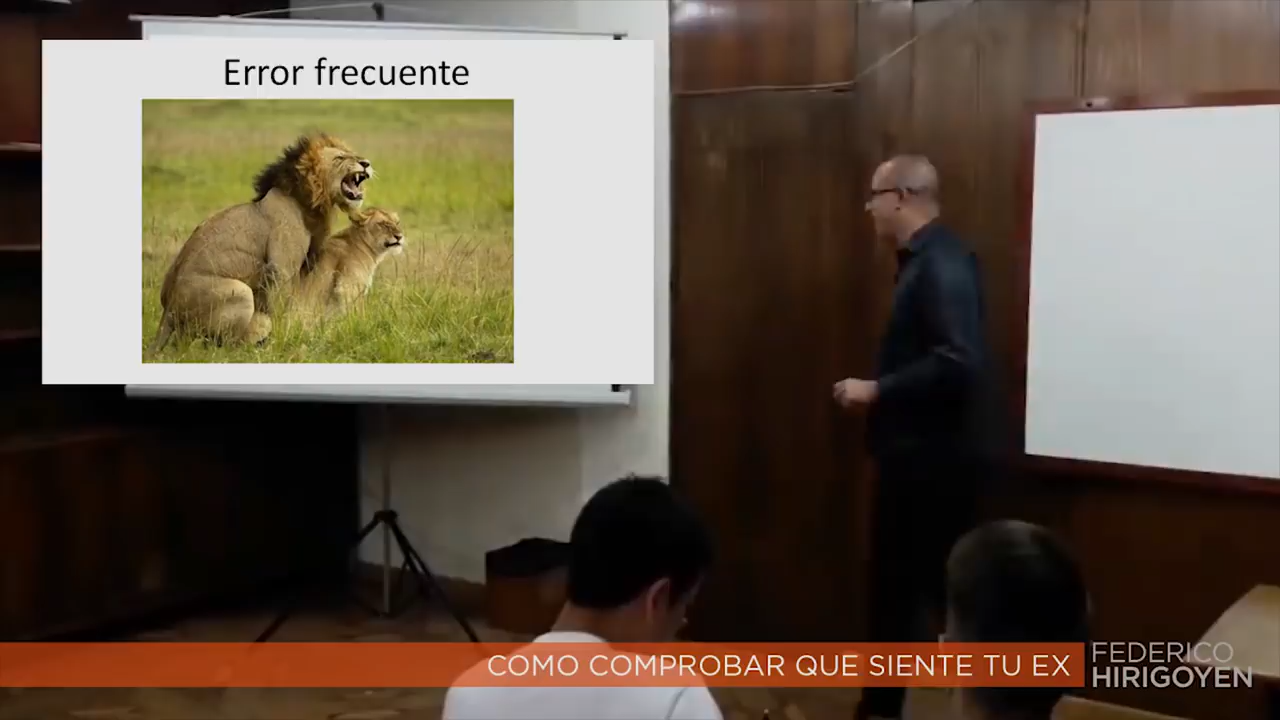 Error frecuente
COMO COMPROBAR QUE SIENTE TU EX
FEDERICO
HIRIGOYEN